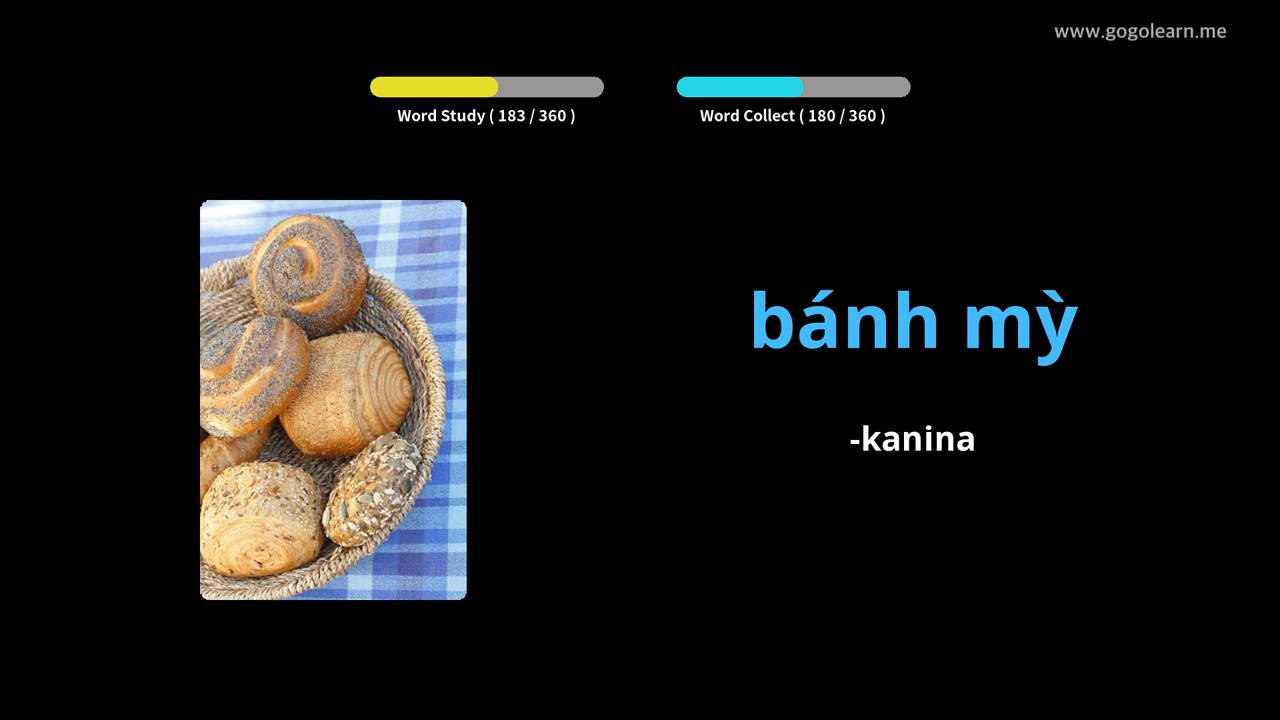 www.gogolearn.me
Word Study ( 183 / 360 )
Word Collect ( 180 / 360 )
bánh mỳ
-kanina